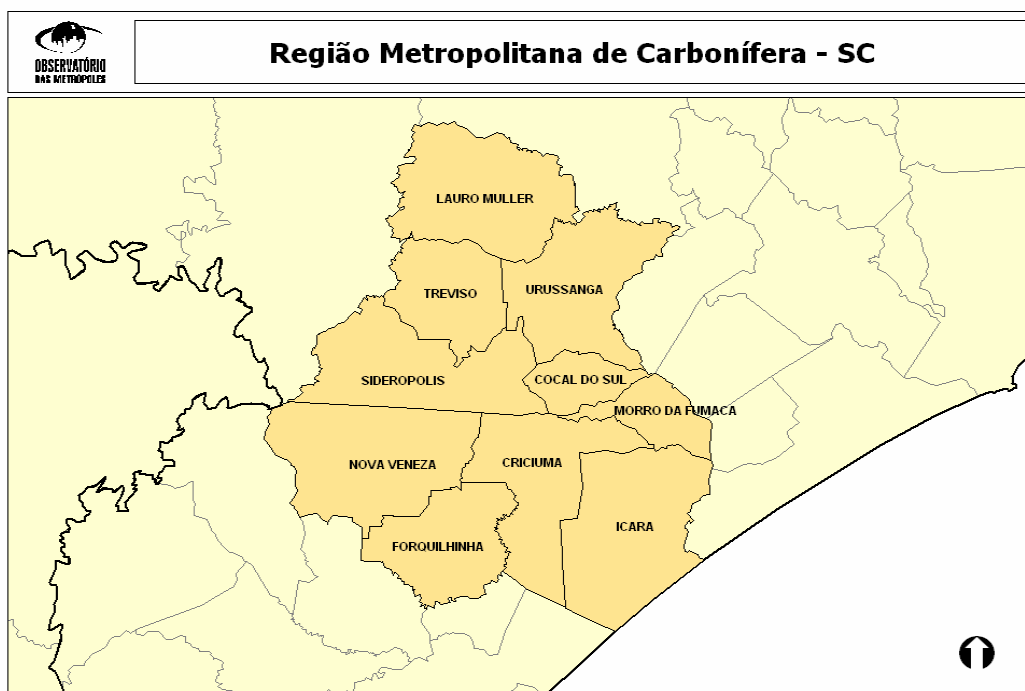 OBSERVATÓRIO
DAS METRÓPOLES
Região Metropolitana de Carbonífera - SC
LAURO MULLER
TREVISO
URUSSANGA
SIDEROPOLIS
COCAL DO SUL
MORRO DA FUMACA
NOVA VENEZA
CRICIUMA
ICARA
FORQUILHINHA